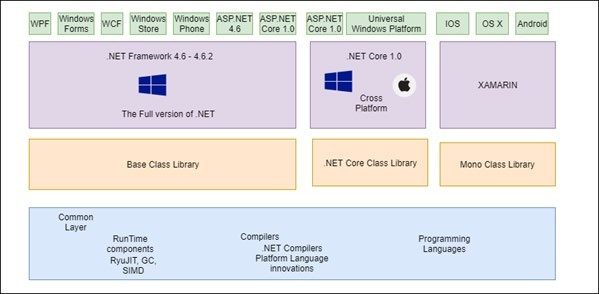 WPF
Windows
Forms
WCF
Windows
Store
Windows
Phone
ASP.NET
4.6
ASP.NET
Core 1.0
ASP.NET
Core 1.0
Universal
Windows Platform
IOS
OS X
Android
.NET Framework 4.6 - 4.6.2
The Full version of .NET
.NET Core 1.0
Cross
Platform
XAMARIN
Base Class Library
.NET Core Class Library
Mono Class Library
Common
Layer
RunTime
components
RyuJIT, GC,
SIMD
Compilers
.NET Compilers
Platform Language
innovations
Programming
Languages